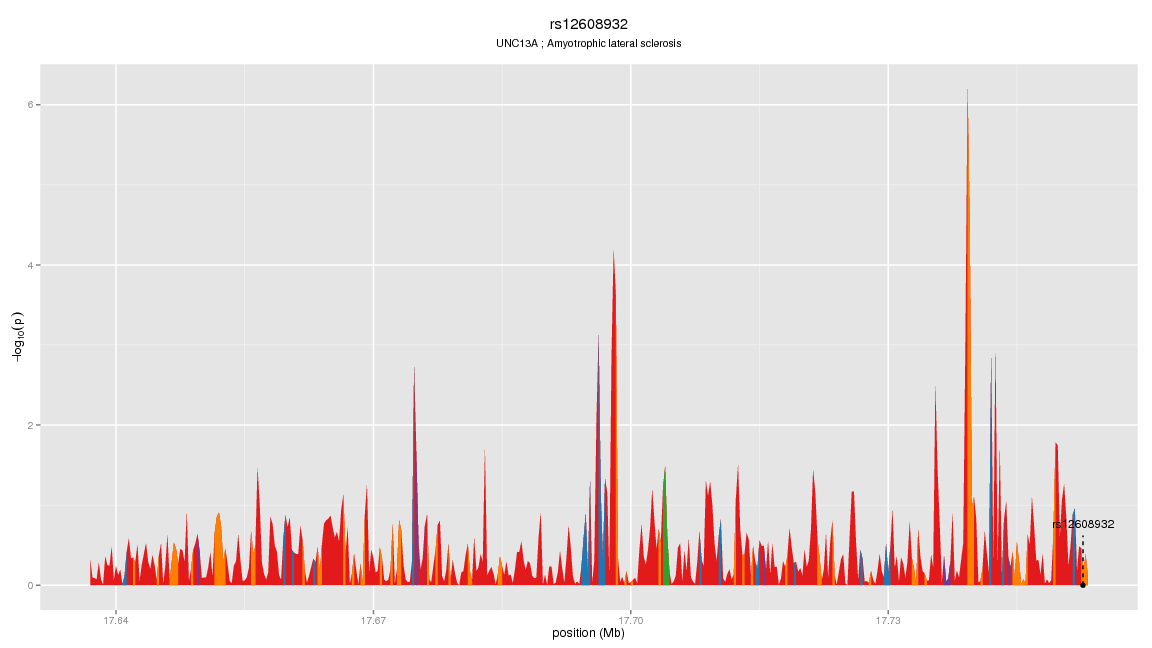 rs12608932
UNC13A ; Amyotrophic lateral sclerosis
6
4
2
0
−log10(p)
rs12608932
17.64
17.67
17.70
17.73
position (Mb)